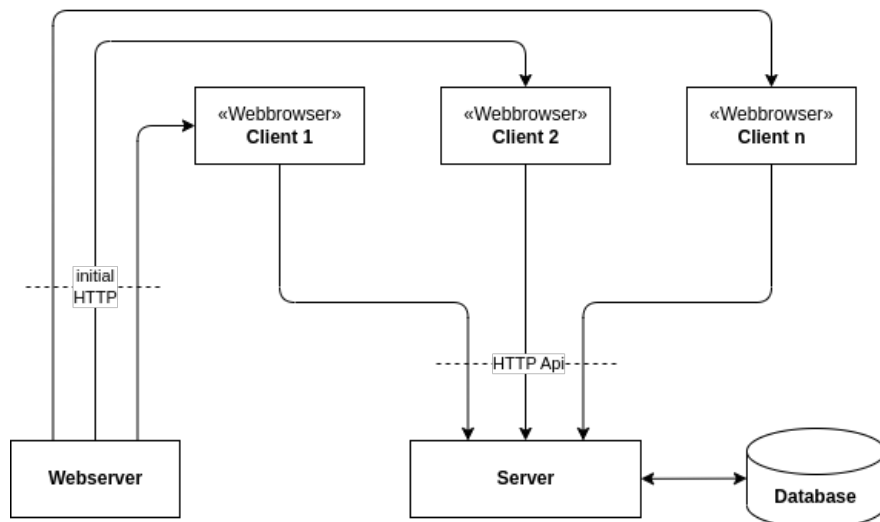 «Webbrowser»
Client 1
«Webbrowser»
Client 2
«Webbrowser»
Client n
initial
HTTP
HTTP Api
Webserver
Server
Database